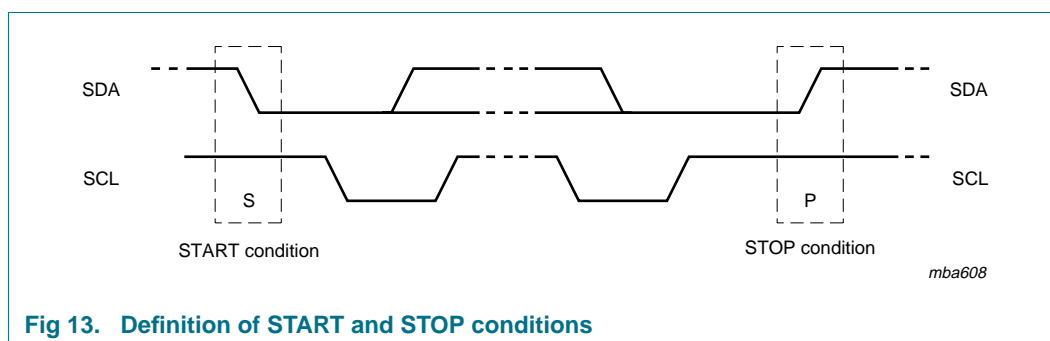 SDA
SDA
SCL
SCL
S
P
START condition
STOP condition
mba608
Fig 13. Definition of START and STOP conditions